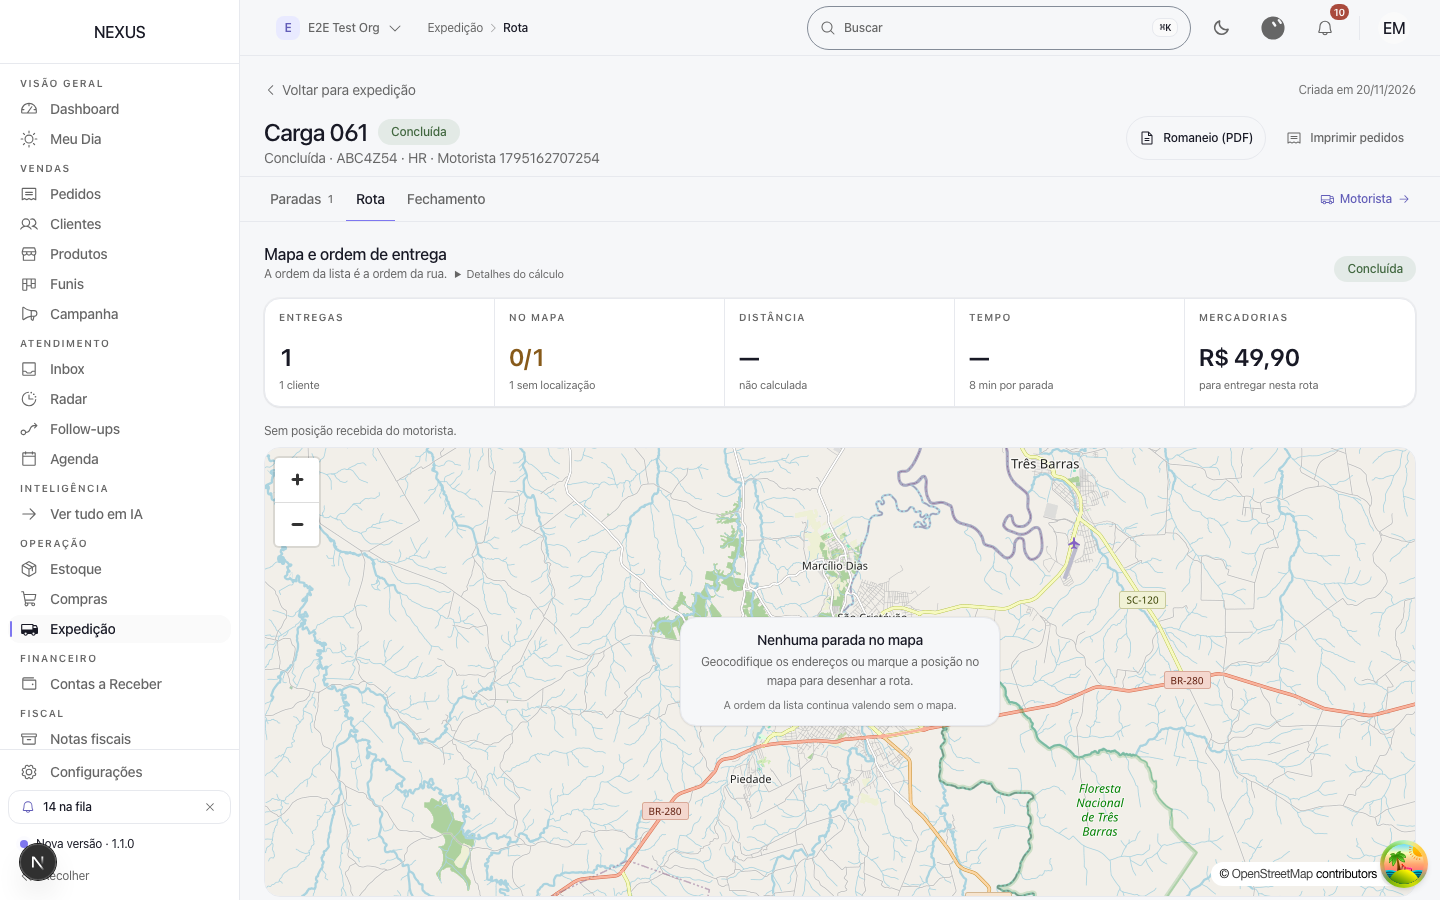 NEXUS
E
E2E Test Org
Expedição
Rota
Buscar
⌘K
10
EM
VISÃO GERAL
Dashboard
Meu Dia
VENDAS
Pedidos
Clientes
Produtos
Funis
Campanha
ATENDIMENTO
Inbox
Radar
Follow-ups
Agenda
INTELIGÊNCIA
Ver tudo em IA
OPERAÇÃO
Estoque
Compras
Expedição
FINANCEIRO
Contas a Receber
FISCAL
Notas fiscais
Configurações
14 na fila
Nova versão · 1.1.0
N
Voltar para expedição
Criada em 20/11/2026
Carga 061
Concluída
Concluída · ABC4Z54 · HR · Motorista 1795162707254
Romaneio (PDF)
Imprimir pedidos
Paradas 1
Rota
Fechamento
Motorista →
Mapa e ordem de entrega
A ordem da lista é a ordem da rua. ▶ Detalhes do cálculo
Concluída
ENTREGAS
1
1 cliente
NO MAPA
0/1
1 sem localização
DISTÂNCIA
—
não calculada
TEMPO
—
8 min por parada
MERCADORIAS
R$ 49,90
para entregar nesta rota
Sem posição recebida do motorista.
+
−
Três Barras
Marcílio Dias
SC-120
BR-280
Nenhuma parada no mapa
Geocodifique os endereços ou marque a posição no
mapa para desenhar a rota.
A ordem da lista continua valendo sem o mapa.
Piedade
BR-280
Floresta
Nacional
de Três
Barras
© OpenStreetMap contributors